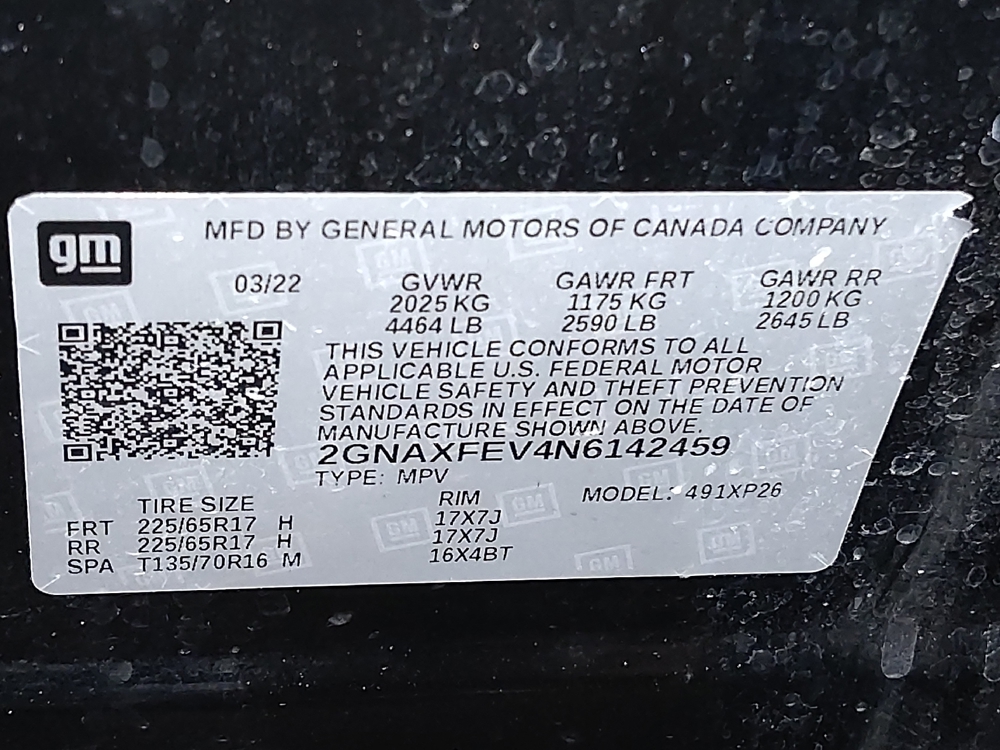 gm
MFD BY GENERAL MOTORS OF CANADA COMPANY
03/22 GVWR GAWR FRT GAWR RR
2025 KG 1175 KG 1200 KG
4464 LB 2590 LB 2645 LB
THIS VEHICLE CONFORMS TO ALL
APPLICABLE U.S. FEDERAL MOTOR
VEHICLE SAFETY AND THEFT PREVENTION
STANDARDS IN EFFECT ON THE DATE OF
MANUFACTURE SHOWN ABOVE.
2GNAXFEV4N6142459
TYPE: MPV
TIRE SIZE RIM MODEL: 491XP26
FRT 225/65R17 H 17X7J
RR 225/65R17 H 17X7J
SPA T135/70R16 M 16X4BT